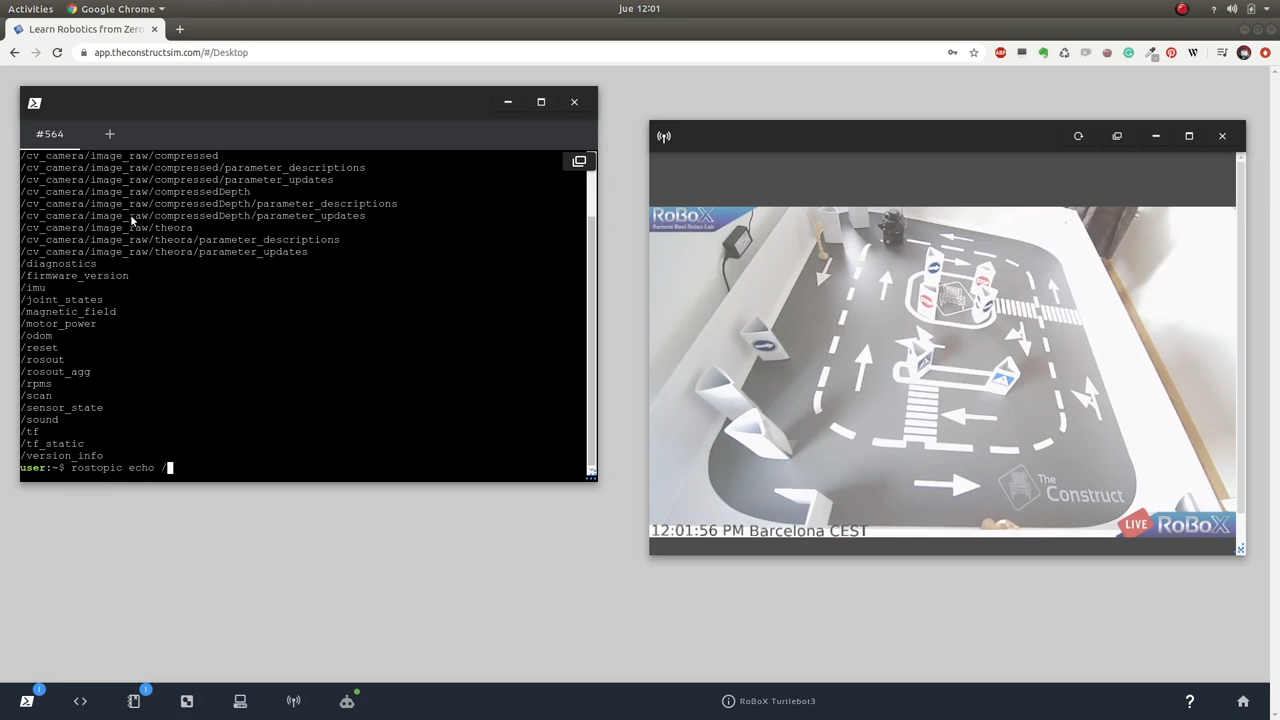 Activities
Google Chrome
jue 12:01
Learn Robotics from Zero
app.theconstructsim.com/#/Desktop
#564
/cv_camera/image_raw/compressed
/cv_camera/image_raw/compressed/parameter_descriptions
/cv_camera/image_raw/compressed/parameter_updates
/cv_camera/image_raw/compressedDepth
/cv_camera/image_raw/compressedDepth/parameter_descriptions
/cv_camera/image_raw/compressedDepth/parameter_updates
/cv_camera/image_raw/theora
/cv_camera/image_raw/theora/parameter_descriptions
/cv_camera/image_raw/theora/parameter_updates
/diagnostics
/firmware_version
/imu
/joint_states
/magnetic_field
/motor_power
/odom
/reset
/rosout
/rosout_agg
/rpms
/scan
/sensor_state
/sound
/tf
/tf_static
/version_info
user:~$ rostopic echo /
RoBoX
Remote Real Robot Lab
The Construct
12:01:56 PM Barcelona CEST
LIVE RoBoX
1
1
RoBoX Turtlebot3